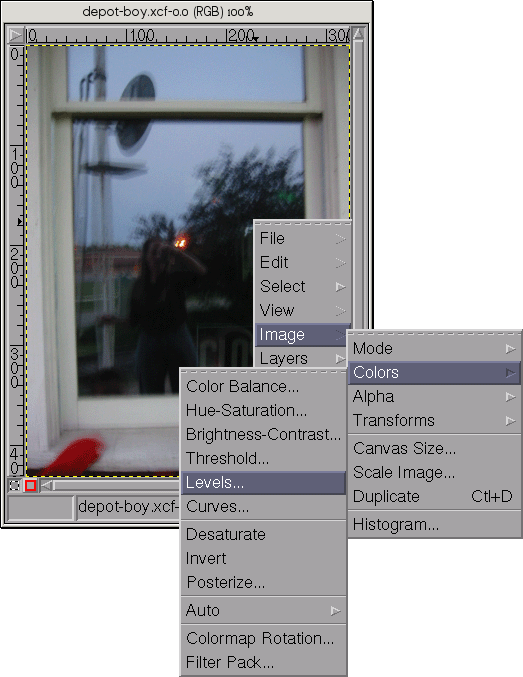 depot-boy.xcf-0.0 (RGB) 100%
0 100 200 300
0
100
200
300
40
File
Edit
Select
View
Image
Layers
Mode
Colors
Alpha
Transforms
Canvas Size...
Scale Image...
Duplicate Ctl+D
Histogram...
Color Balance...
Hue-Saturation...
Brightness-Contrast...
Threshold...
Levels...
Curves...
Desaturate
Invert
Posterize...
Auto
Colormap Rotation...
Filter Pack...
depot-boy.xcf-